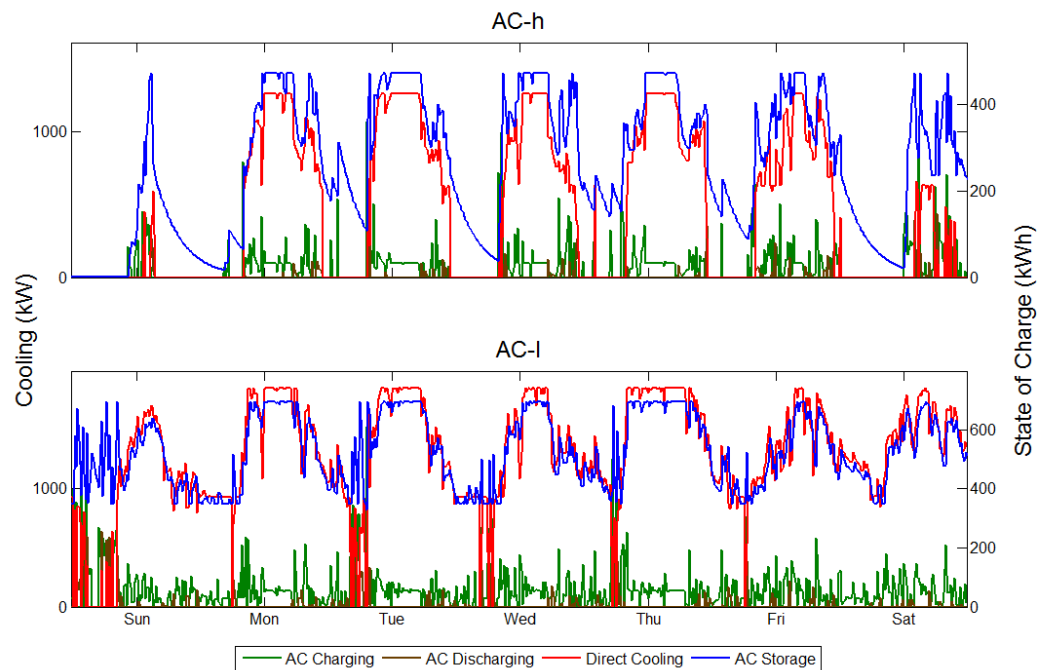 AC-h
1000
0
400
200
0
Cooling (kW)
State of Charge (kWh)
AC-l
1000
0
600
400
200
0
Sun Mon Tue Wed Thu Fri Sat
AC Charging AC Discharging Direct Cooling AC Storage